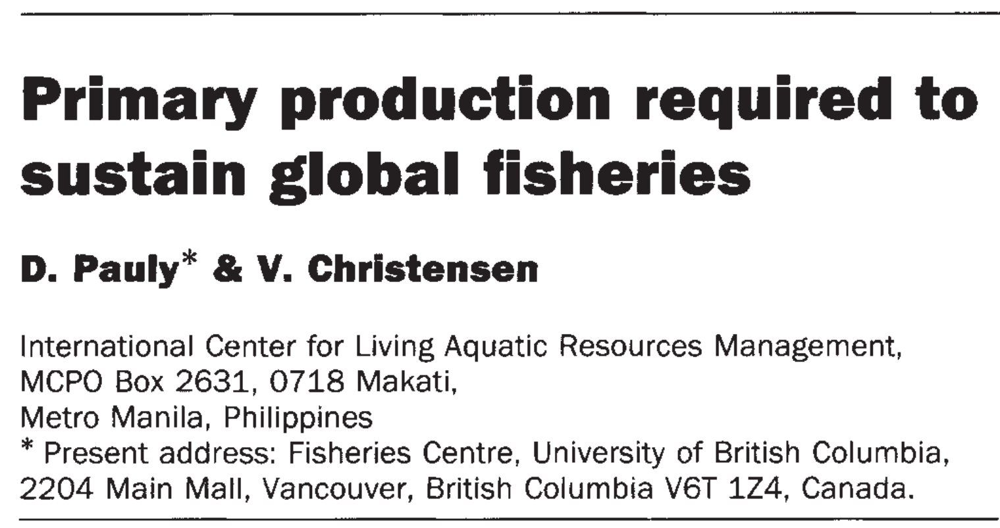 Primary production required to
sustain global fisheries
D. Pauly* & V. Christensen
International Center for Living Aquatic Resources Management,
MCPO Box 2631, 0718 Makati,
Metro Manila, Philippines
* Present address: Fisheries Centre, University of British Columbia,
2204 Main Mall, Vancouver, British Columbia V6T 1Z4, Canada.